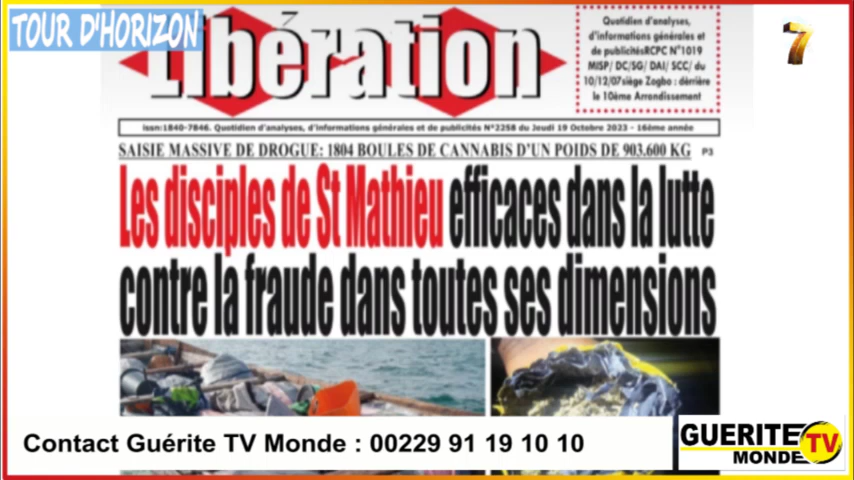 TOUR D'HORIZON
Libération
Quotidien d'analyses,
d'informations générales et
de publicitésRCPC N°1019
MISP/ DC/SG/ DAI/ SCC/ du
10/12/07siège Zogbo : dérrière
le 10ème Arrondissement
7
issn:1840-7846. Quotidien d'analyses, d'informations générales et de publicités N°2258 du Jeudi 19 Octobre 2023 - 16ème année
SAISIE MASSIVE DE DROGUE: 1804 BOULES DE CANNABIS D'UN POIDS DE 903.600 KG P3
Les disciples de St Mathieu efficaces dans la lutte
contre la fraude dans toutes ses dimensions
Contact Guérite TV Monde : 00229 91 19 10 10
GUERITE TV
MONDE